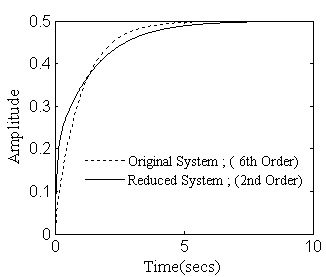 0.5
0.4
0.3
0.2
0.1
0
Amplitude
Original System ; ( 6th Order)
Reduced System ; (2nd Order)
0 5 10
Time(secs)